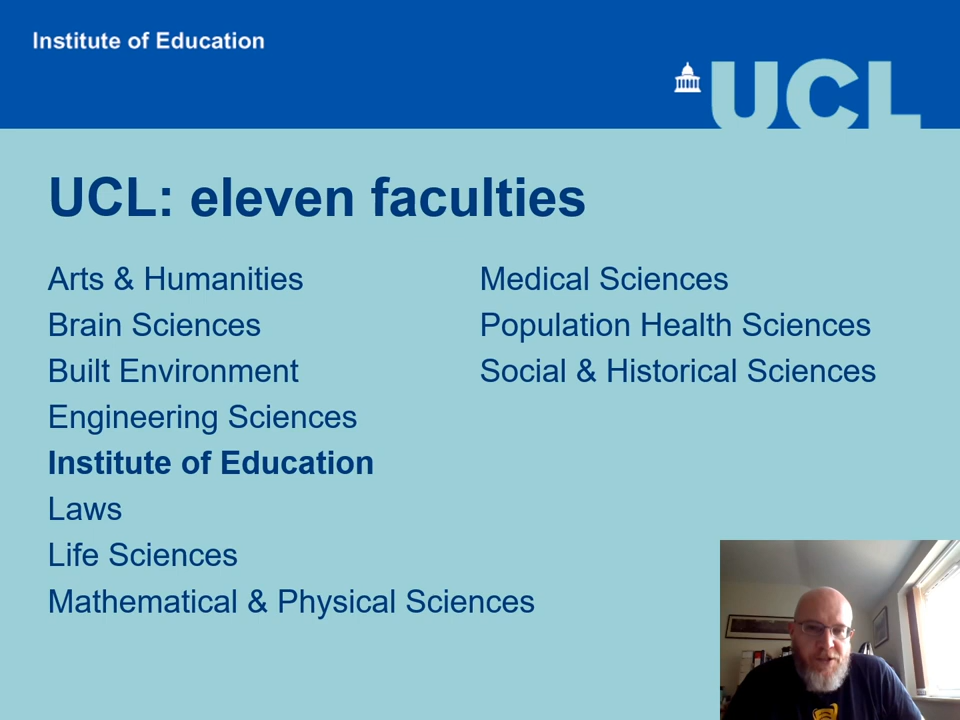 Institute of Education
UCL
UCL: eleven faculties
Arts & Humanities
Brain Sciences
Built Environment
Engineering Sciences
Institute of Education
Laws
Life Sciences
Mathematical & Physical Sciences
Medical Sciences
Population Health Sciences
Social & Historical Sciences